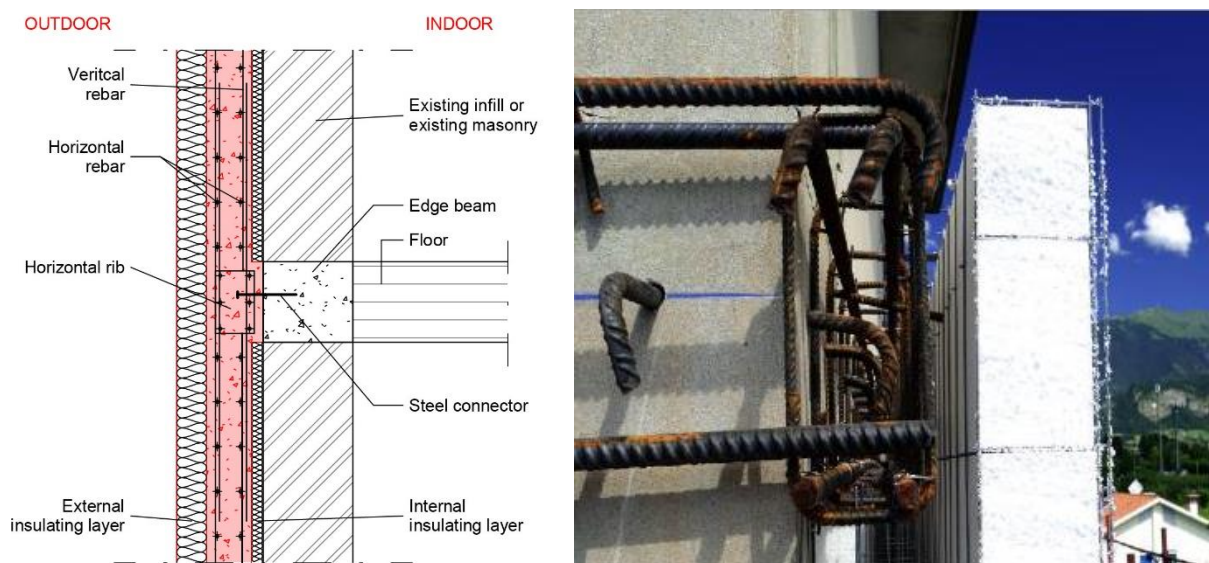 OUTDOOR
INDOOR
Veritcal
rebar
Existing infill or
existing masonry
Horizontal
rebar
Edge beam
Floor
Horizontal rib
Steel connector
External
insulating layer
Internal
insulating layer